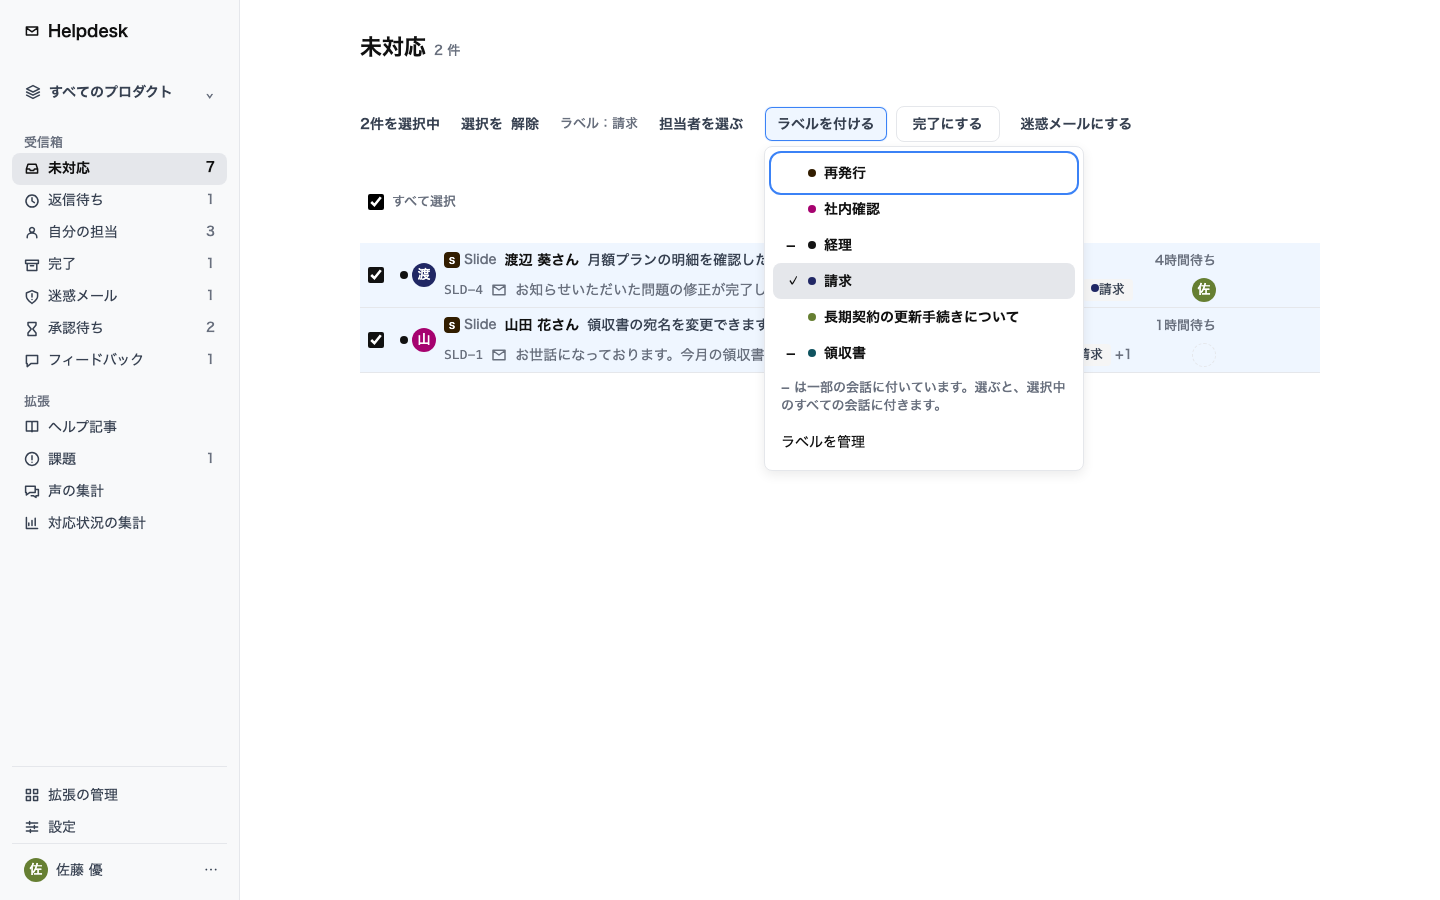 Helpdesk
すべてのプロダクト
受信箱
未対応 7
返信待ち 1
自分の担当 3
完了 1
迷惑メール 1
承認待ち 2
フィードバック 1
拡張
ヘルプ記事
課題 1
声の集計
対応状況の集計
拡張の管理
設定
佐 佐藤 優 …
未対応 2 件
2件を選択中 選択を 解除 ラベル：請求 担当者を選ぶ ラベルを付ける 完了にする 迷惑メールにする
すべて選択
渡 s Slide 渡辺 葵さん 月額プランの明細を確認した 4時間待ち
SLD-4 お知らせいただいた問題の修正が完了し 請求 佐
山 s Slide 山田 花さん 領収書の宛名を変更できます 1時間待ち
SLD-1 お世話になっております。今月の領収書 請求 +1
再発行
社内確認
– 経理
✓ 請求
長期契約の更新手続きについて
– 領収書
– は一部の会話に付いています。選ぶと、選択中
のすべての会話に付きます。
ラベルを管理